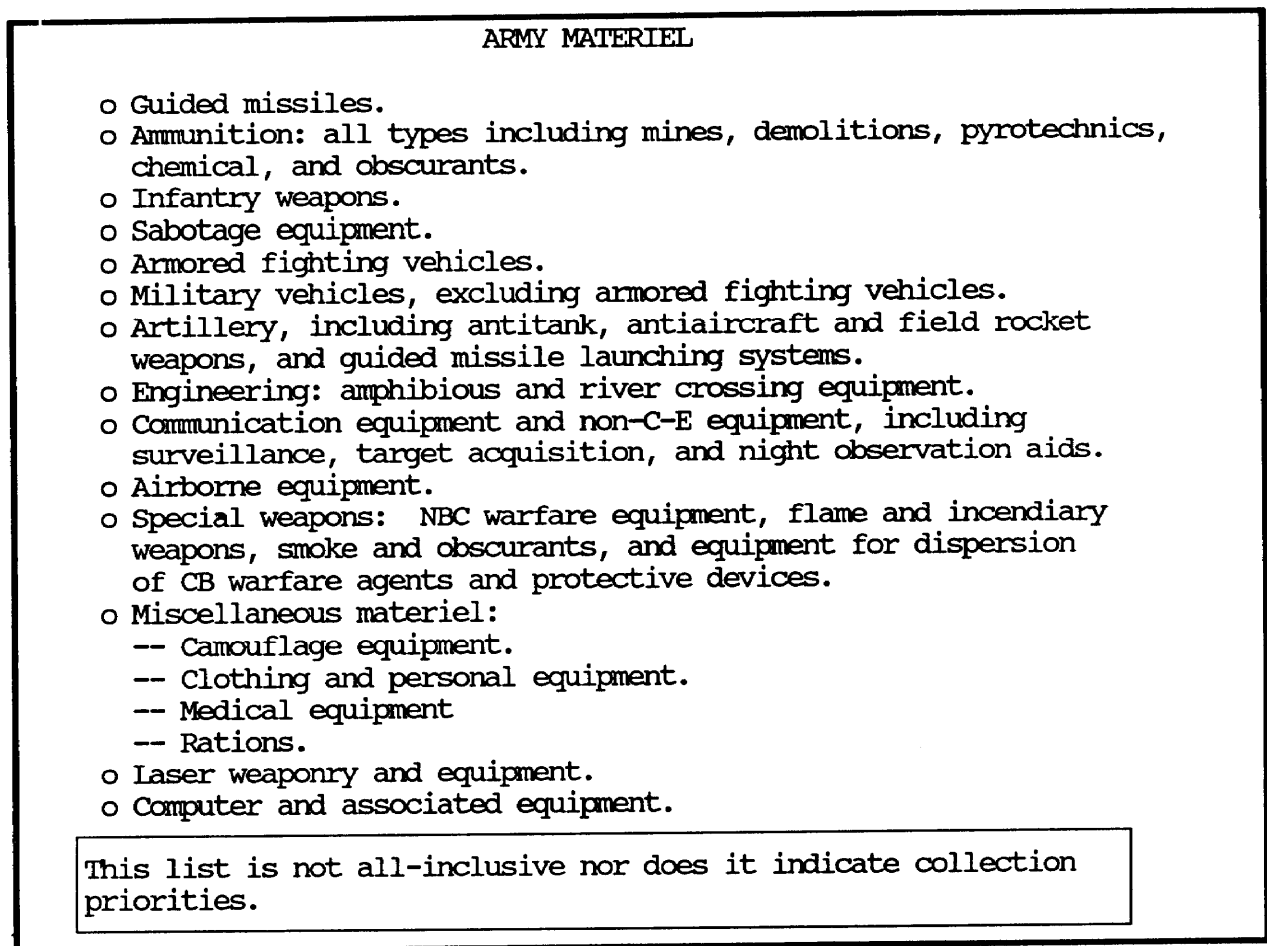 ARMY MATERIEL
o Guided missiles.
o Ammunition: all types including mines, demolitions, pyrotechnics,
chemical, and obscurants.
o Infantry weapons.
o Sabotage equipment.
o Armored fighting vehicles.
o Military vehicles, excluding armored fighting vehicles.
o Artillery, including antitank, antiaircraft and field rocket
weapons, and guided missile launching systems.
o Engineering: amphibious and river crossing equipment.
o Communication equipment and non-C-E equipment, including
surveillance, target acquisition, and night observation aids.
o Airborne equipment.
o Special weapons:  NBC warfare equipment, flame and incendiary
weapons, smoke and obscurants, and equipment for dispersion
of CB warfare agents and protective devices.
o Miscellaneous materiel:
-- Camouflage equipment.
-- Clothing and personal equipment.
-- Medical equipment
-- Rations.
o Laser weaponry and equipment.
o Computer and associated equipment.
This list is not all-inclusive nor does it indicate collection
priorities.